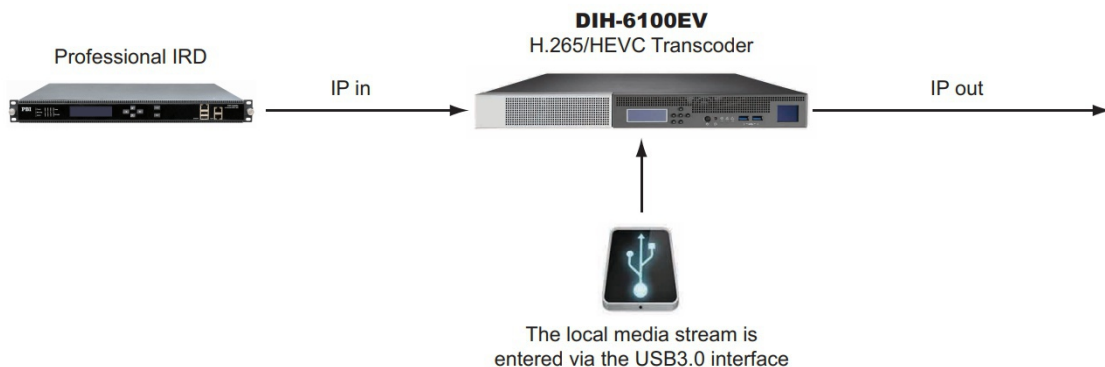 DIH-6100EV
H.265/HEVC Transcoder
Professional IRD
IP in
IP out
PBI
The local media stream is
entered via the USB3.0 interface